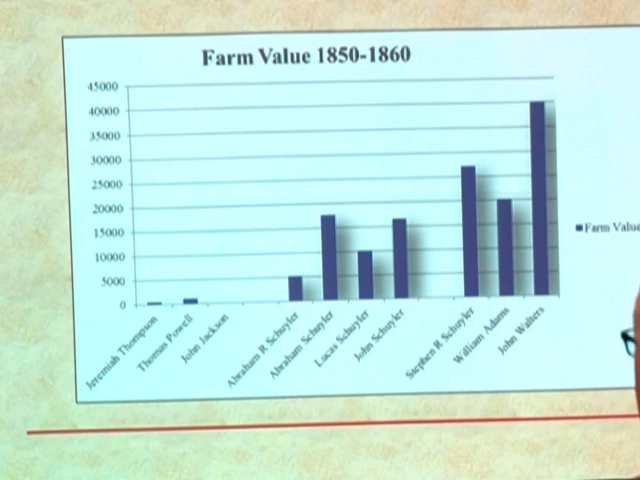 Farm Value 1850-1860
45000
40000
35000
30000
25000
20000
15000
10000
5000
0
Jeremiah Thompson
Thomas Powell
John Jackson
Abraham R Schuyler
Abraham Schuyler
Lucas Schuyler
John Schuyler
Stephen R Schuyler
William Adams
John Walters
Farm Value